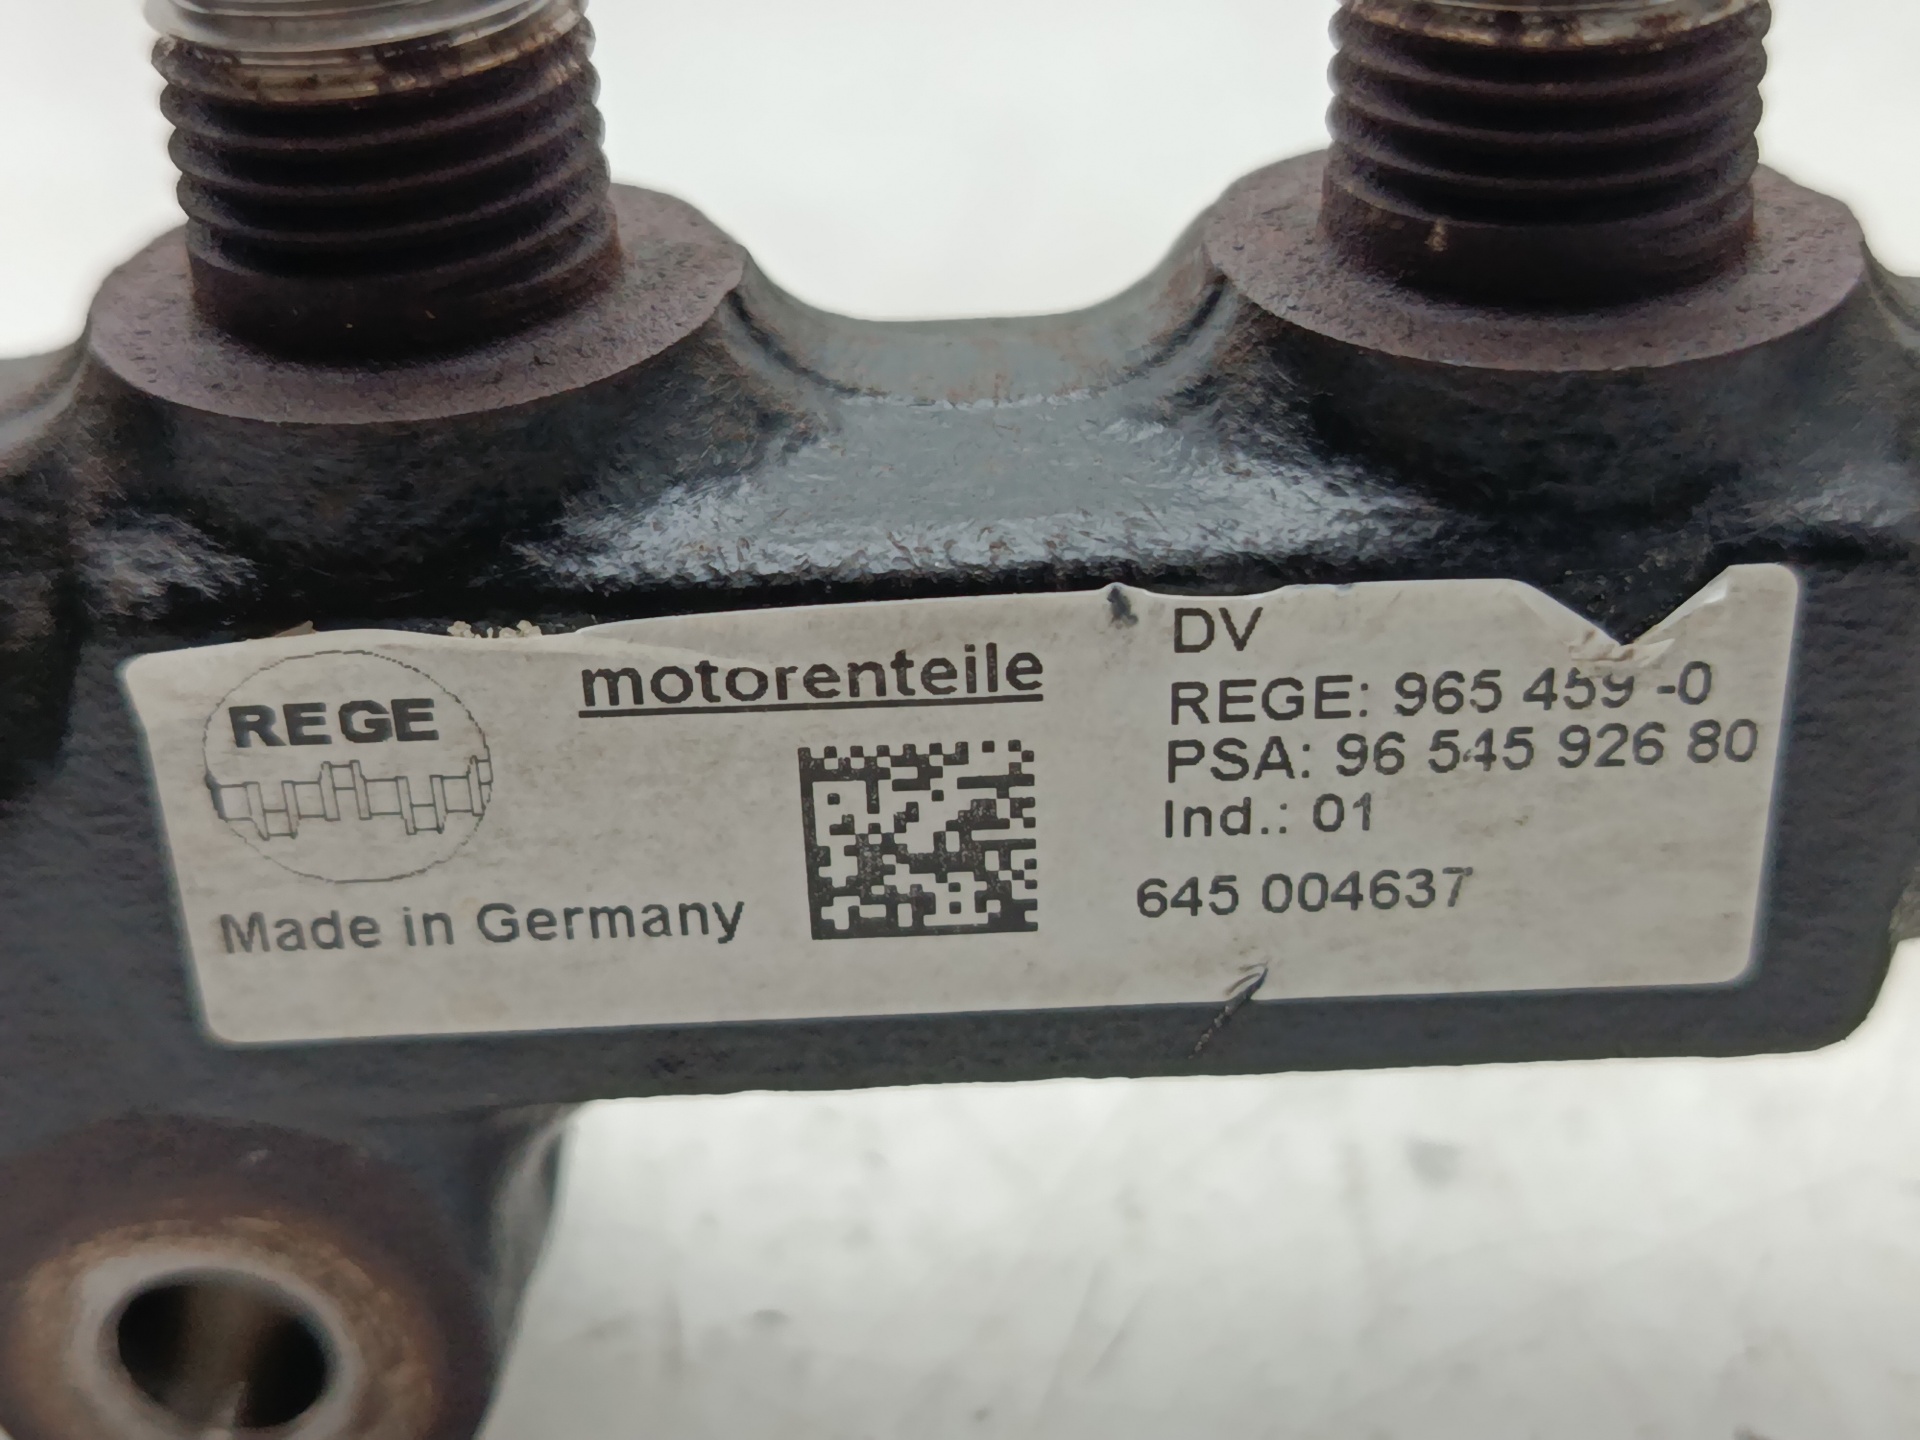 REGE
motorenteile
Made in Germany
DV
REGE: 965 459 -0
PSA: 96 545 926 80
Ind.: 01
645 004637